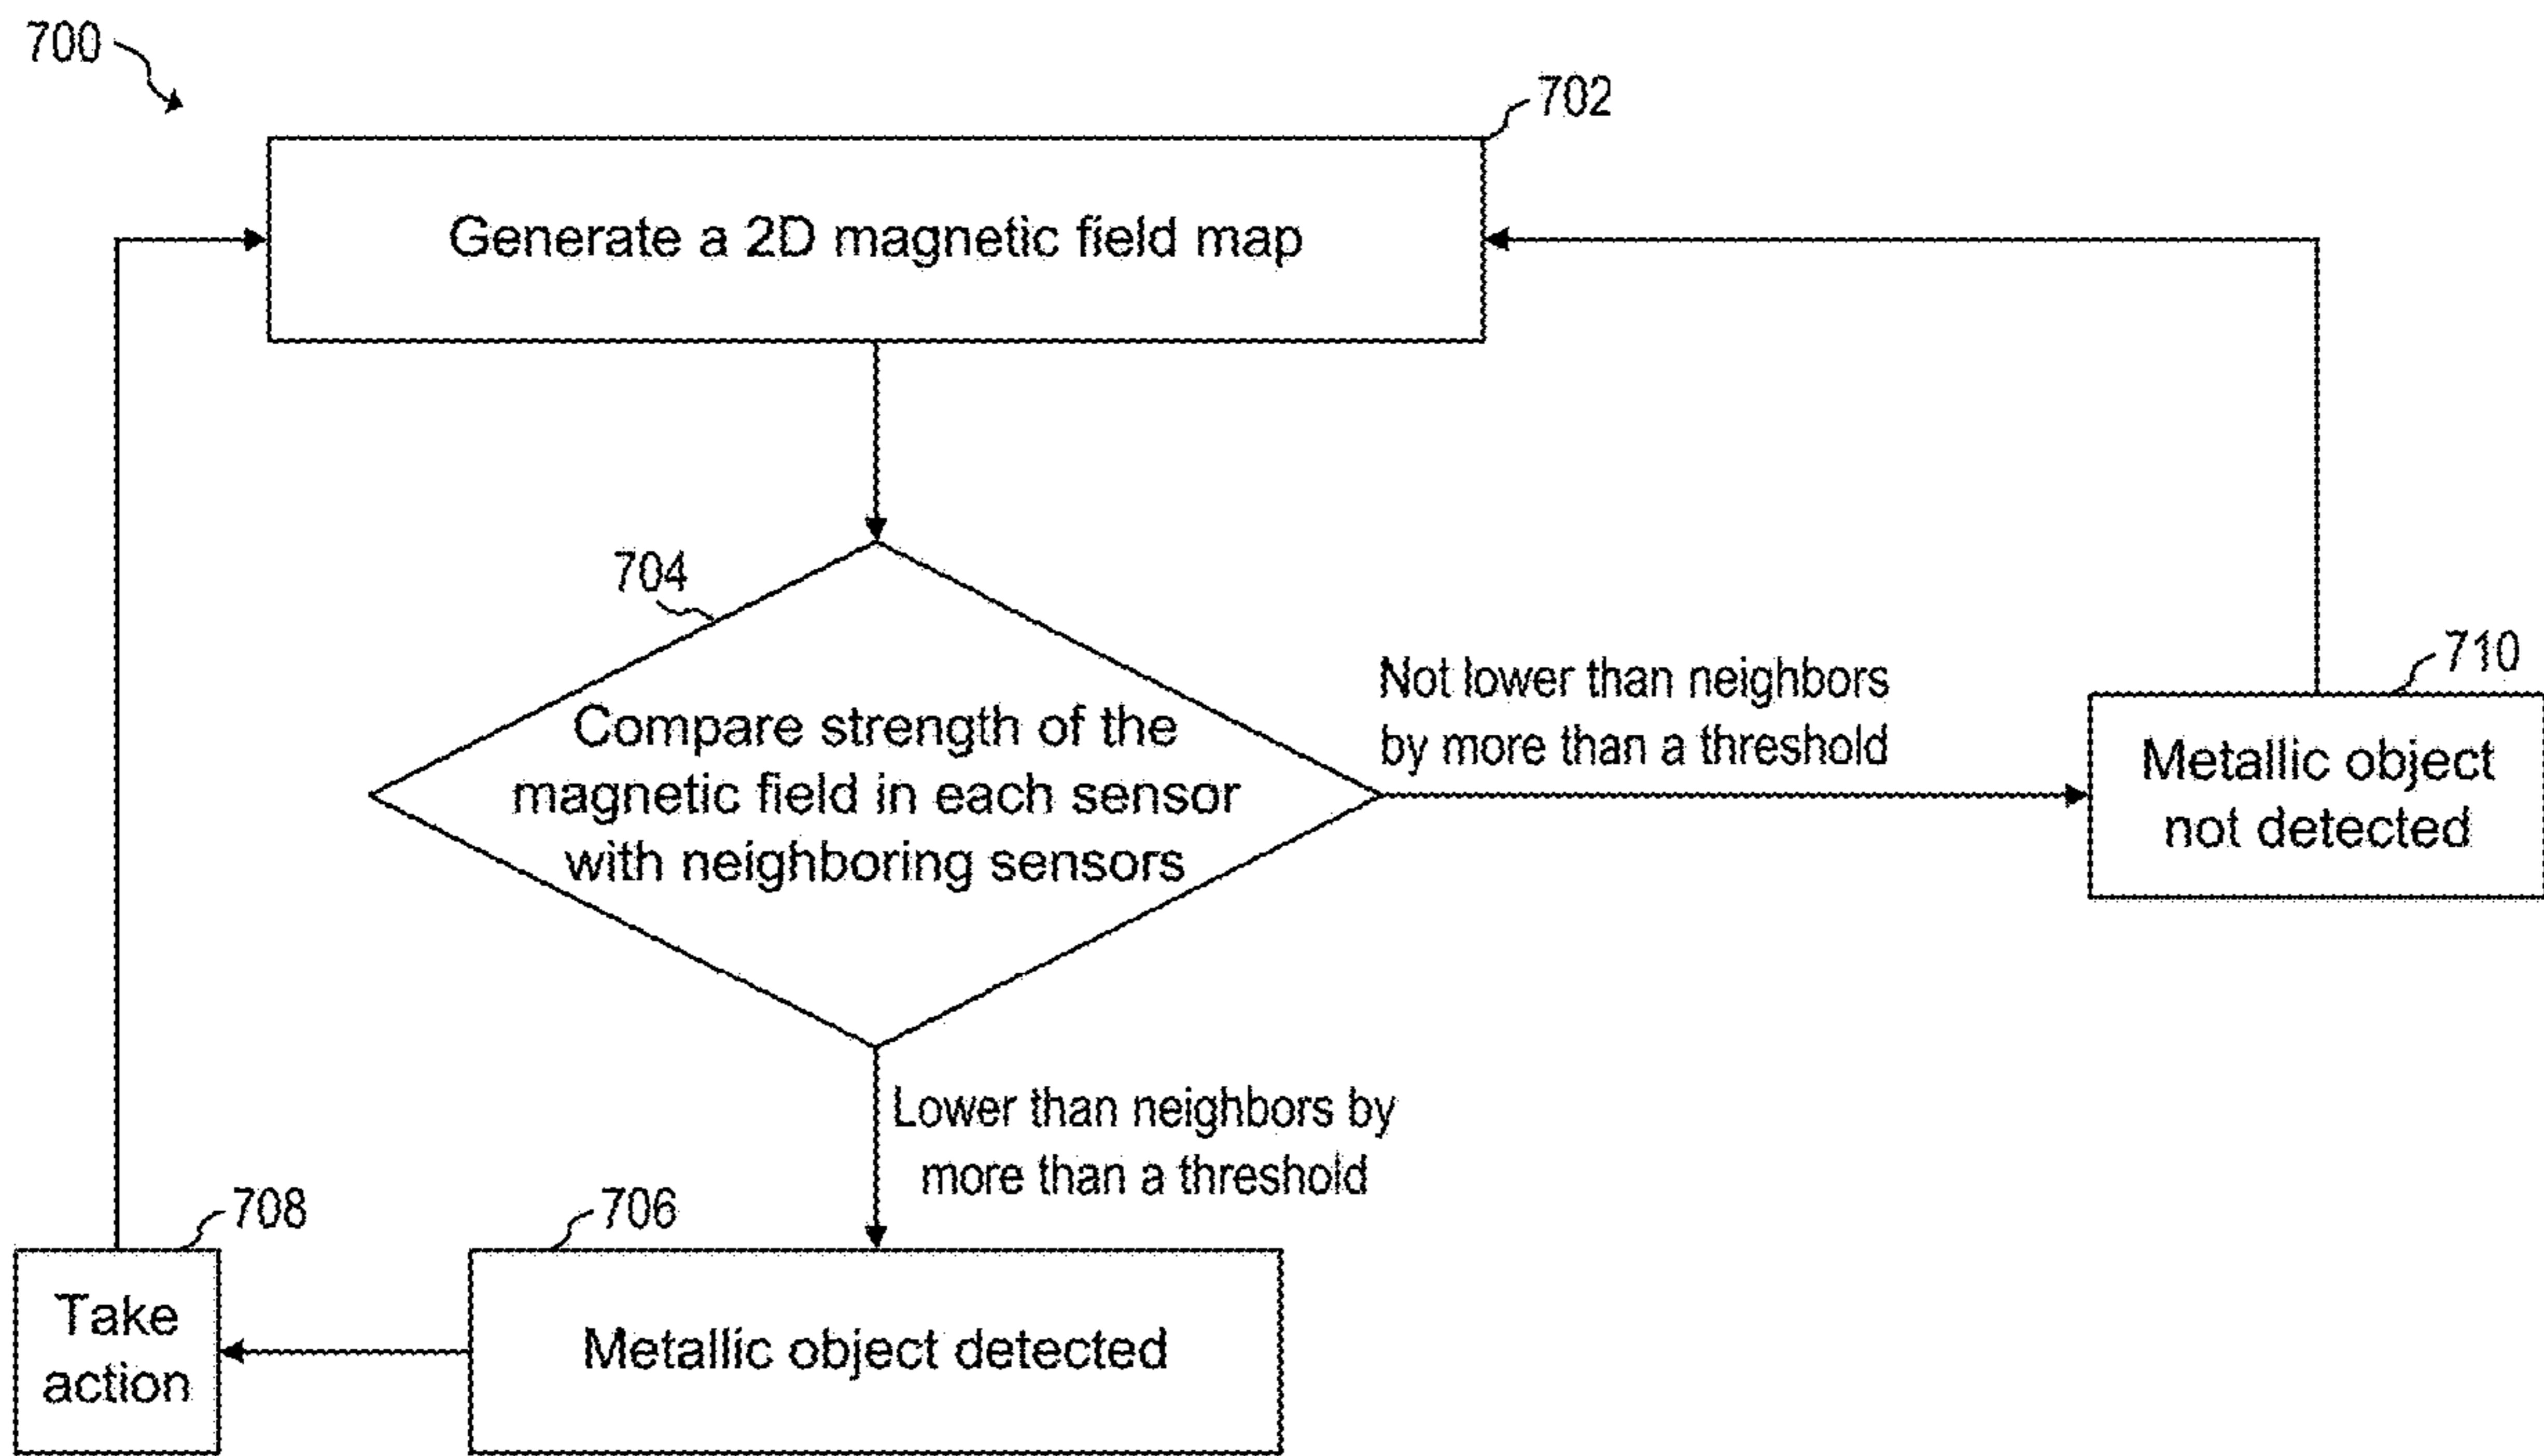 700
702
Generate a 2D magnetic field map
704
Compare strength of the
magnetic field in each sensor
with neighboring sensors
Not lower than neighbors
by more than a threshold
710
Metallic object
not detected
Lower than neighbors by
more than a threshold
708
Take
action
706
Metallic object detected